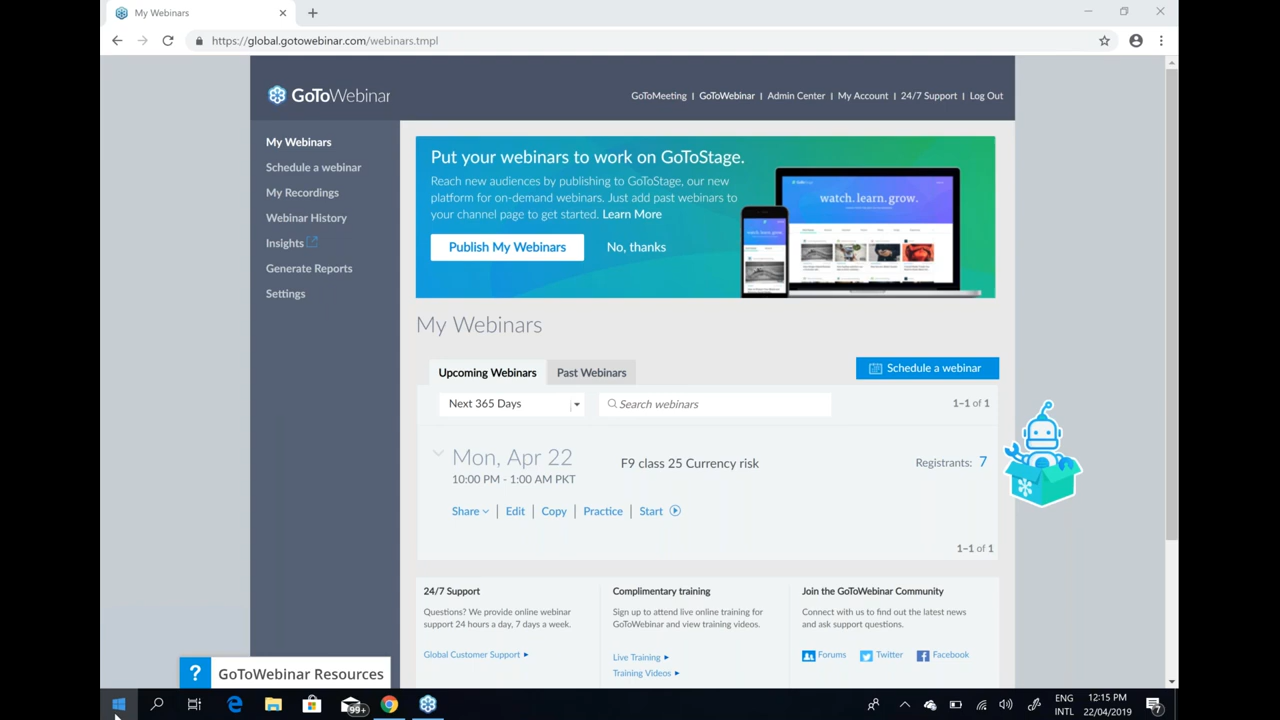 My Webinars
https://global.gotowebinar.com/webinars.tmpl
GoToWebinar
GoToMeeting | GoToWebinar | Admin Center | My Account | 24/7 Support | Log Out
My Webinars
Schedule a webinar
My Recordings
Webinar History
Insights
Generate Reports
Settings
Put your webinars to work on GoToStage.
Reach new audiences by publishing to GoToStage, our new
platform for on-demand webinars. Just add past webinars to
your channel page to get started. Learn More
Publish My Webinars No, thanks
watch.learn.grow.
My Webinars
Upcoming Webinars Past Webinars
Schedule a webinar
Next 365 Days
Search webinars
1–1 of 1
Mon, Apr 22
10:00 PM - 1:00 AM PKT
F9 class 25 Currency risk
Registrants: 7
Share | Edit | Copy | Practice | Start
1–1 of 1
24/7 Support
Questions? We provide online webinar
support 24 hours a day, 7 days a week.
Global Customer Support
Complimentary training
Sign up to attend live online training for
GoToWebinar and view training videos.
Live Training
Training Videos
Join the GoToWebinar Community
Connect with us to find out the latest news
and ask support questions.
Forums Twitter Facebook
? GoToWebinar Resources
99+
ENG
INTL
12:15 PM
22/04/2019
7